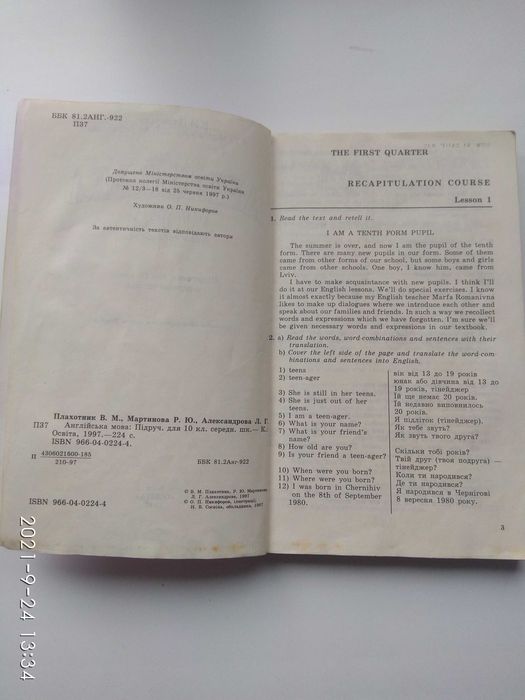 ББК 81.2АНГ.-922
П37
Допущено Міністерством освіти України
(Протокол колегії Міністерства освіти України
№ 12/3-18 від 25 червня 1997 р.)
Художник О. П. Никифоров
За автентичність текстів відповідають автори
Плахотник В. М., Мартинова Р. Ю., Александрова Л. Г.
П37 Англійська мова: Підруч. для 10 кл. середн. шк.— К.
Освіта, 1997.—224 с.
ISBN 966-04-0224-4.
П 4306021600-185
210-97
ББК 81.2Анг-922
ISBN 966-04-0224-4
© В. М. Плахотник, Р. Ю. Мартинова
Л. Г. Александрова, 1997
© О. П. Никифоров,
1997
THE FIRST QUARTER
RECAPITULATION COURSE
Lesson 1
1. Read the text and retell it.
I AM A TENTH FORM PUPIL
The summer is over, and now I am the pupil of the tenth
form. There are many new pupils in our form. Some of them
came from other forms of our school, but some boys and girls
came from other schools. One boy, I know him, came from
Lviv.
I have to make acquaintance with new pupils. I think I'll
do it at our English lessons. We'll do special exercises. I know
it almost exactly because my English teacher Marfa Romanivna
likes to make up dialogues where we introduce each other and
speak about our families and friends. In such a way we recollect
words and expressions which we have forgotten. I'm sure we'll
be given necessary words and expressions in our textbook.
2. a) Read the words, word-combinations and sentences with their
translation.
b) Cover the left side of the page and translate the word-com-
binations and sentences into English.
1) teens
2) teen-ager
3) She is still in her teens.
4) She is just out of her
teens.
5) I am a teen-ager.
6) What is your name?
7) What is your friend's
name?
8) How old are you?
9) Is your friend a teen-ager?
10) When were you born?
11) Where were you born?
12) I was born in Chernihiv
on the 8th of September
1980.
вік від 13 до 19 років
юнак або дівчина від 13 до
19 років, тінейджер
Їй ще немає 20 років.
Їй недавно виповнилось
20 років.
Я підліток (тінейджер).
Як тебе звуть?
Як звуть твого друга?
Скільки тобі років?
Твій друг (твоя подруга) —
тінейджер?
Коли ти народився?
Де ти народився?
Я народився в Чернігові
8 вересня 1980 року.
3
2021-9-24 13:34